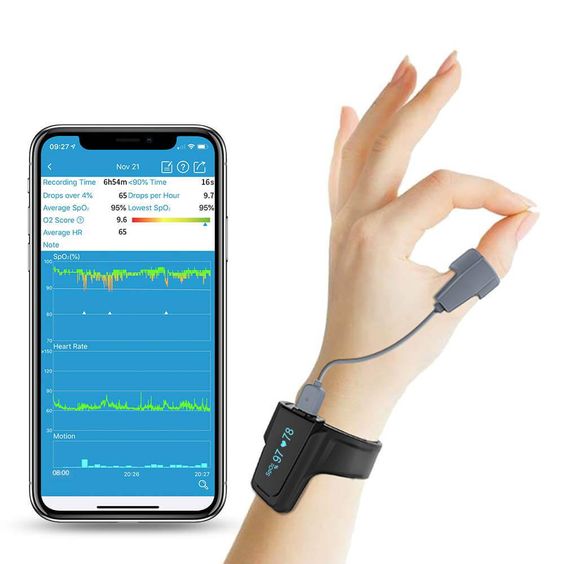 09:27
Nov 21
Recording Time 6h54m <90% Time 16s
Drops over 4% 65 Drops per Hour 9.7
Average SpO₂ 95% Lowest SpO₂ 95%
O2 Score 9.6
Average HR 65
Note
SpO₂(%)
100
90
80
70
Heart Rate
≥150
120
90
60
30
Motion
08:00 20:26 20:27
SpO₂ % 97 ♥ 78